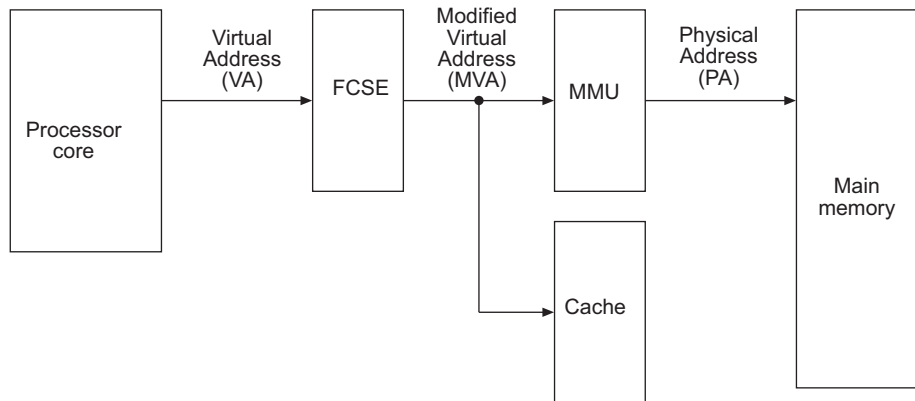 Processor
core
Virtual
Address
(VA)
FCSE
Modified
Virtual
Address
(MVA)
MMU
Physical
Address
(PA)
Main
memory
Cache